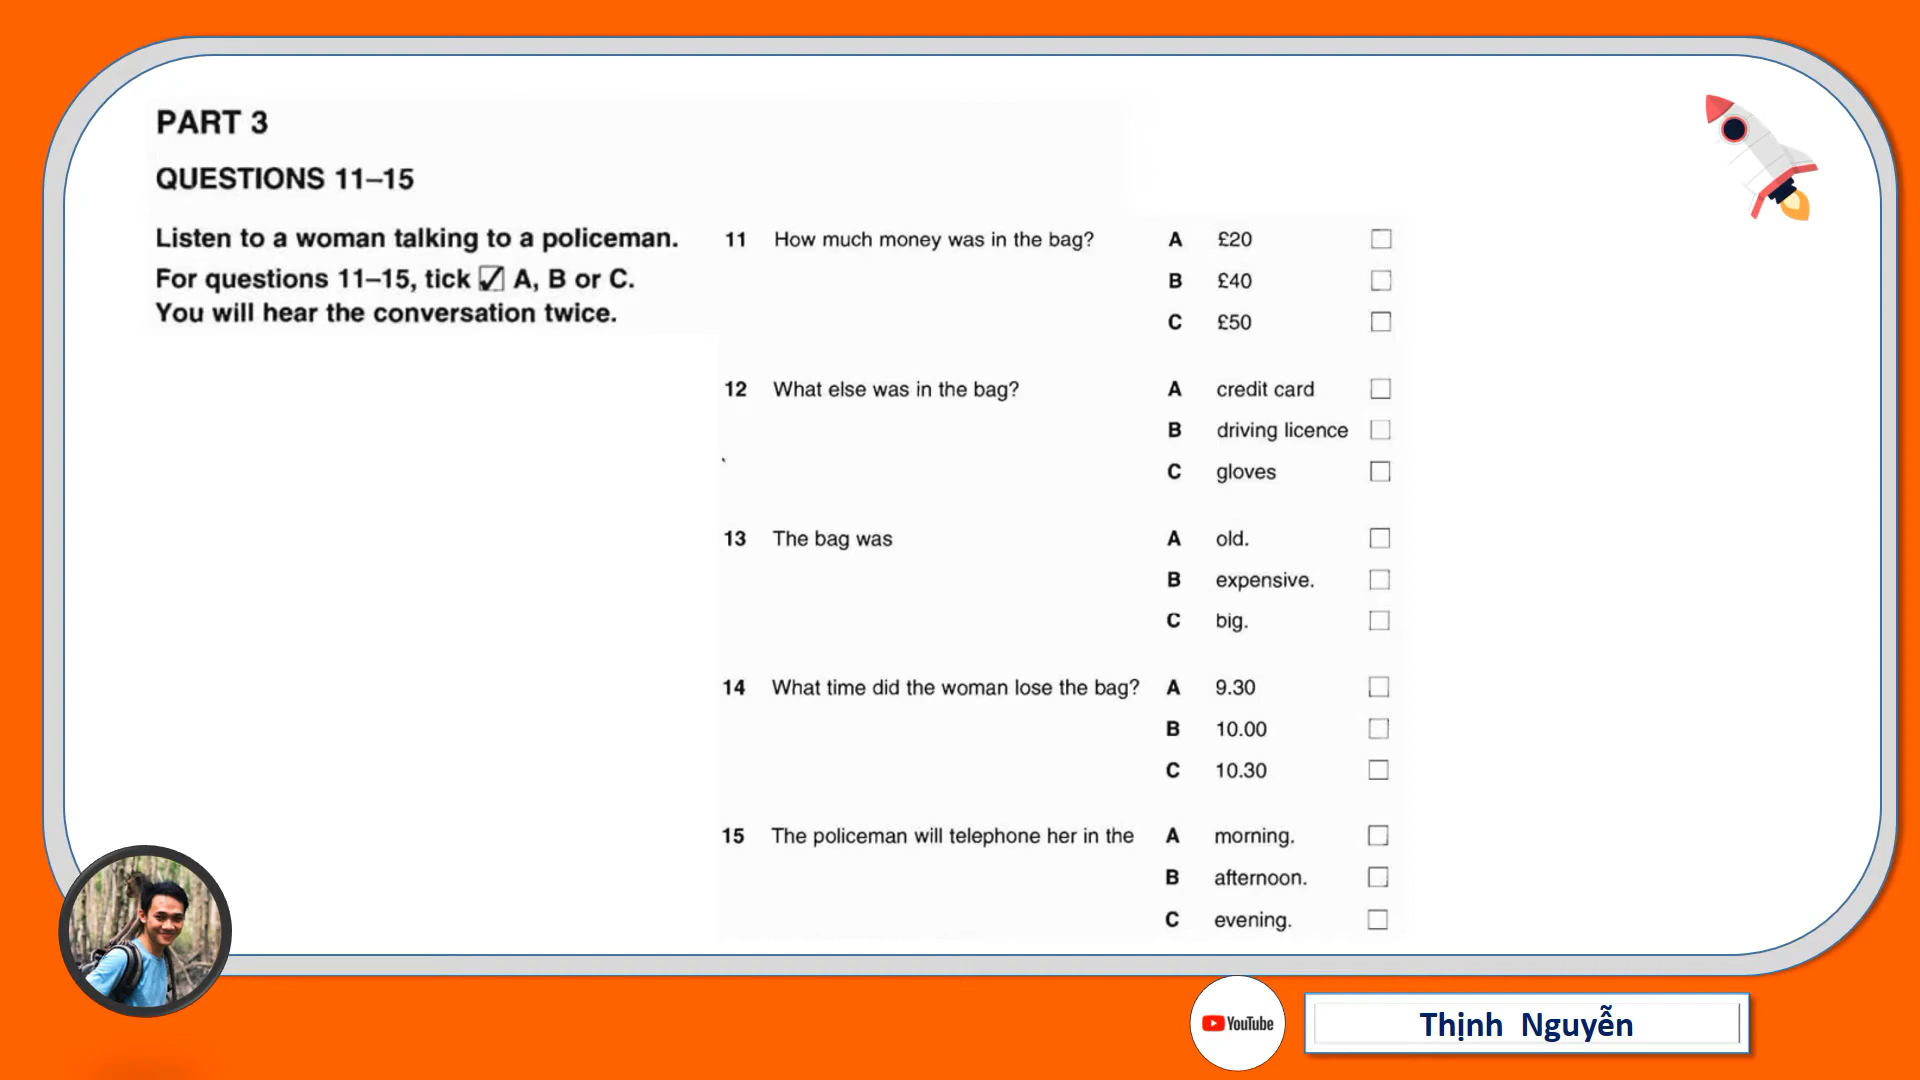 PART 3
QUESTIONS 11–15
Listen to a woman talking to a policeman.
For questions 11–15, tick ☑ A, B or C.
You will hear the conversation twice.
11 How much money was in the bag? A £20
B £40
C £50
12 What else was in the bag? A credit card
B driving licence
C gloves
13 The bag was A old.
B expensive.
C big.
14 What time did the woman lose the bag? A 9.30
B 10.00
C 10.30
15 The policeman will telephone her in the A morning.
B afternoon.
C evening.
YouTube
Thịnh Nguyễn